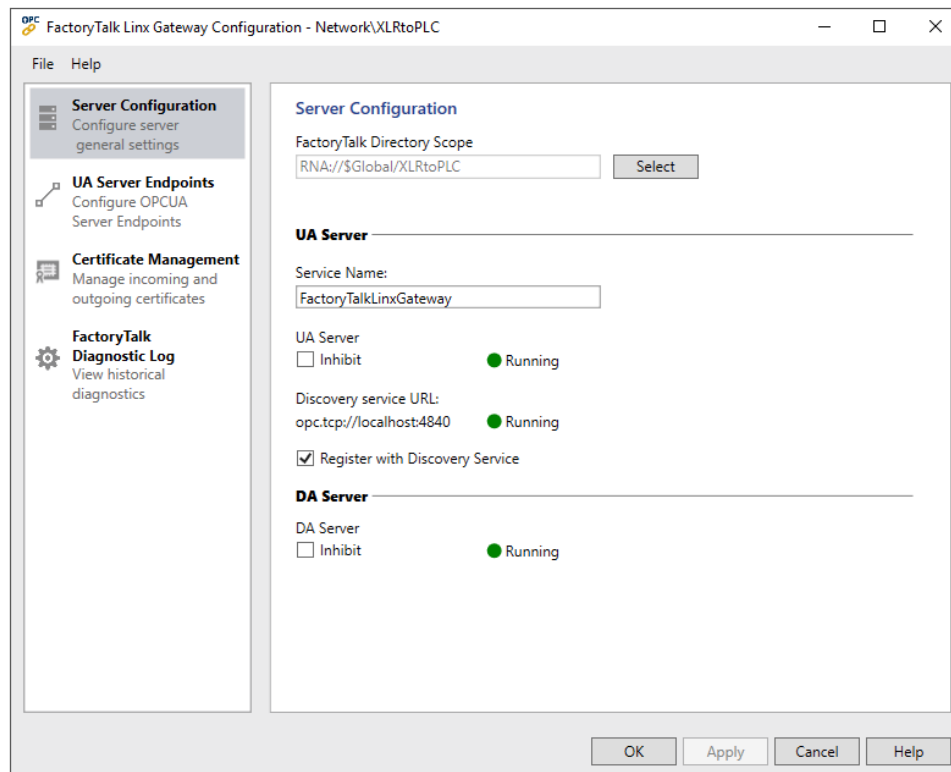 OPC FactoryTalk Linx Gateway Configuration - Network\XLRtoPLC
File Help
Server Configuration
Configure server
general settings
UA Server Endpoints
Configure OPCUA
Server Endpoints
Certificate Management
Manage incoming and
outgoing certificates
FactoryTalk
Diagnostic Log
View historical
diagnostics
Server Configuration
FactoryTalk Directory Scope
RNA://$Global/XLRtoPLC Select
UA Server
Service Name:
FactoryTalkLinxGateway
UA Server
Inhibit Running
Discovery service URL:
opc.tcp://localhost:4840 Running
Register with Discovery Service
DA Server
DA Server
Inhibit Running
OK Apply Cancel Help